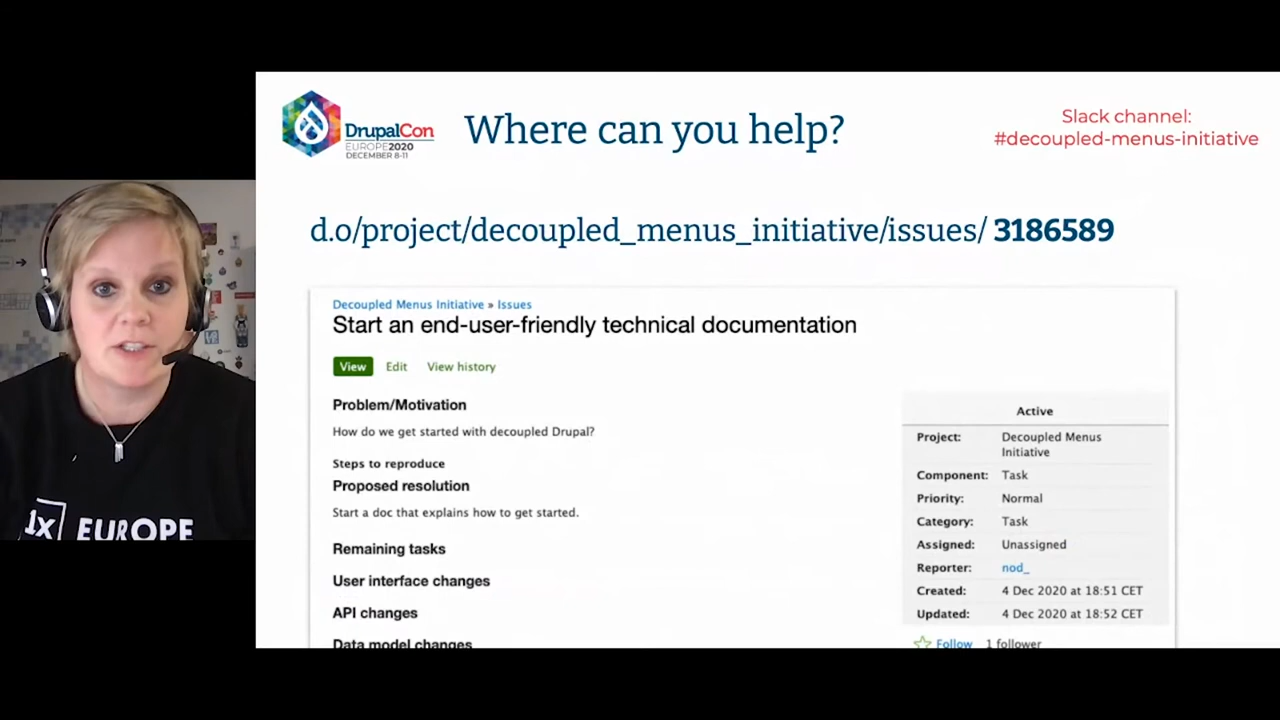 DrupalCon
EUROPE2020
DECEMBER 8-11
Where can you help?
Slack channel:
#decoupled-menus-initiative
d.o/project/decoupled_menus_initiative/issues/ 3186589
Decoupled Menus Initiative » Issues
Start an end-user-friendly technical documentation
View Edit View history
Problem/Motivation
How do we get started with decoupled Drupal?
Steps to reproduce
Proposed resolution
Start a doc that explains how to get started.
Remaining tasks
User interface changes
API changes
Data model changes
Active
Project: Decoupled Menus
Initiative
Component: Task
Priority: Normal
Category: Task
Assigned: Unassigned
Reporter: nod_
Created: 4 Dec 2020 at 18:51 CET
Updated: 4 Dec 2020 at 18:52 CET
Follow 1 follower
1x EUROPE